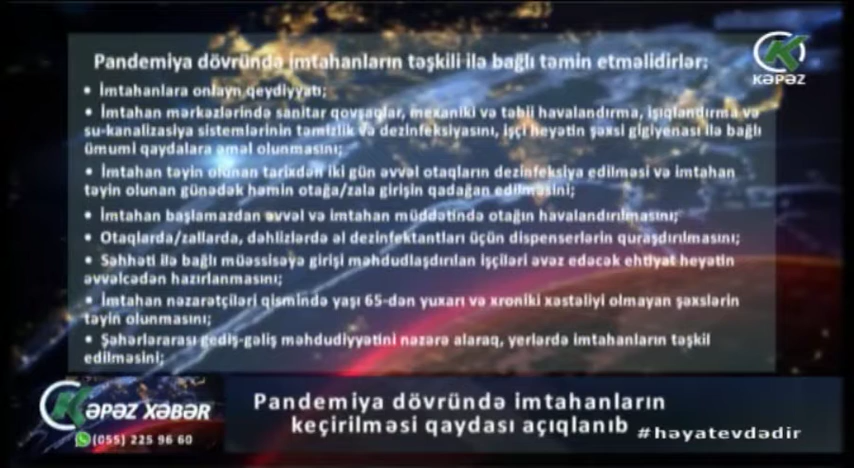 Pandemiya dövründə imtahanların təşkili ilə bağlı təmin etməlidirlər:
KƏPƏZ
• İmtahanlara onlayn qeydiyyatı;
• İmtahan mərkəzlərində sanitar qovşaqlar, mexaniki və təbii havalandırma, işıqlandırma və
su-kanalizasiya sistemlərinin təmizlik və dezinfeksiyasını, işçi heyətin şəxsi gigiyenası ilə bağlı
ümumi qaydalara əməl olunmasını;
• İmtahan təyin olunan tarixdən iki gün əvvəl otaqların dezinfeksiya edilməsi və imtahan
təyin olunan günədək həmin otağa/zala girişin qadağan edilməsini;
• İmtahan başlamazdan əvvəl və imtahan müddətində otağın havalandırılmasını;
• Otaqlarda/zallarda, dəhlizlərdə əl dezinfektantları üçün dispenserlərin quraşdırılmasını;
• Səhhəti ilə bağlı müəssisəyə girişi məhdudlaşdırılan işçiləri əvəz edəcək ehtiyat heyətin
əvvəlcədən hazırlanmasını;
• İmtahan nəzarətçiləri qismində yaşı 65-dən yuxarı və xroniki xəstəliyi olmayan şəxslərin
təyin olunmasını;
• Şəhərlərarası gediş-gəliş məhdudiyyətini nəzərə alaraq, yerlərdə imtahanların təşkil
edilməsini;
KƏPƏZ XƏBƏR
(055) 225 96 60
Pandemiya dövründə imtahanların
keçirilməsi qaydası açıqlanıb
#həyatevdədir